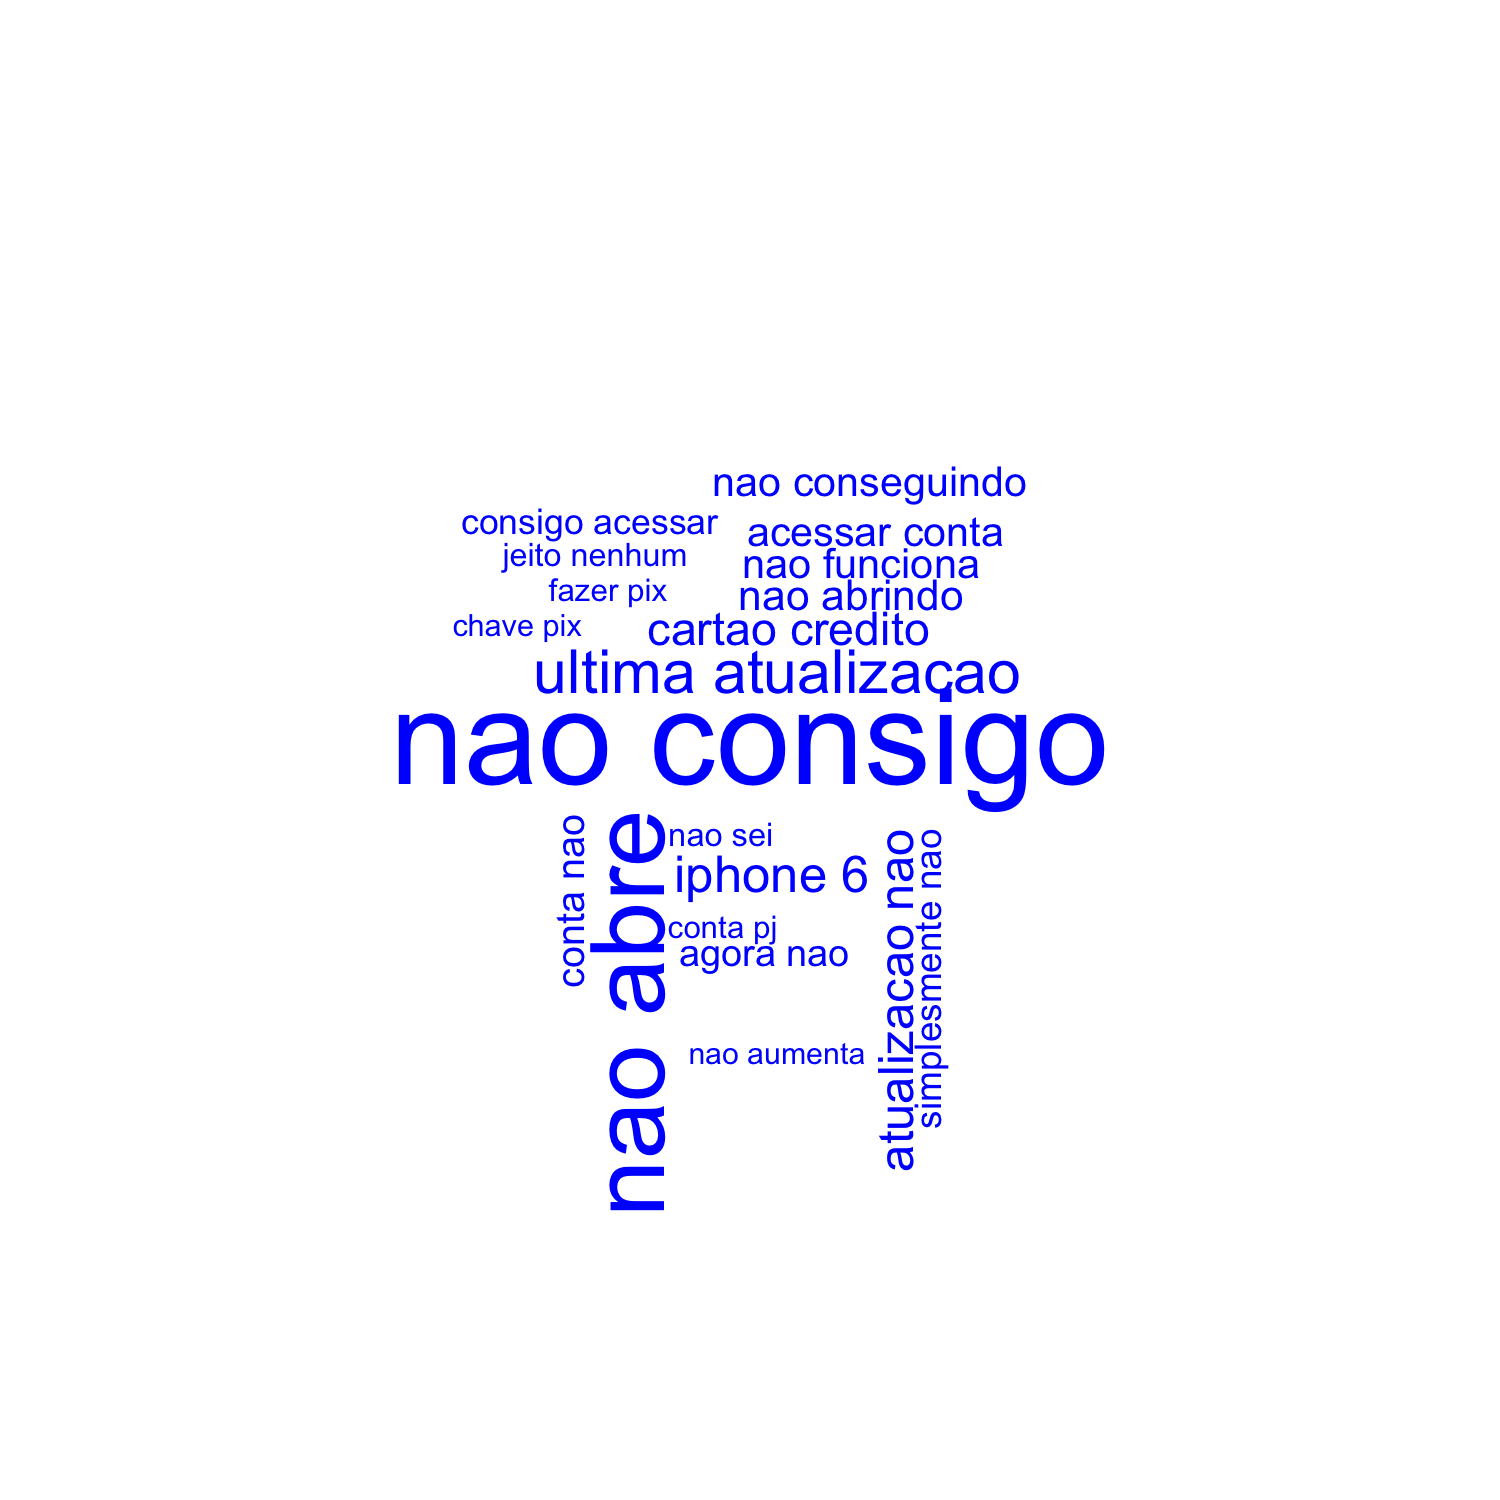 nao conseguindo
consigo acessar
acessar conta
jeito nenhum
nao funciona
fazer pix
nao abrindo
chave pix
cartao credito
ultima atualizacao
nao consigo
conta nao
nao abre
nao sei
iphone 6
conta pj
agora nao
nao aumenta
atualizacao nao
simplesmente nao